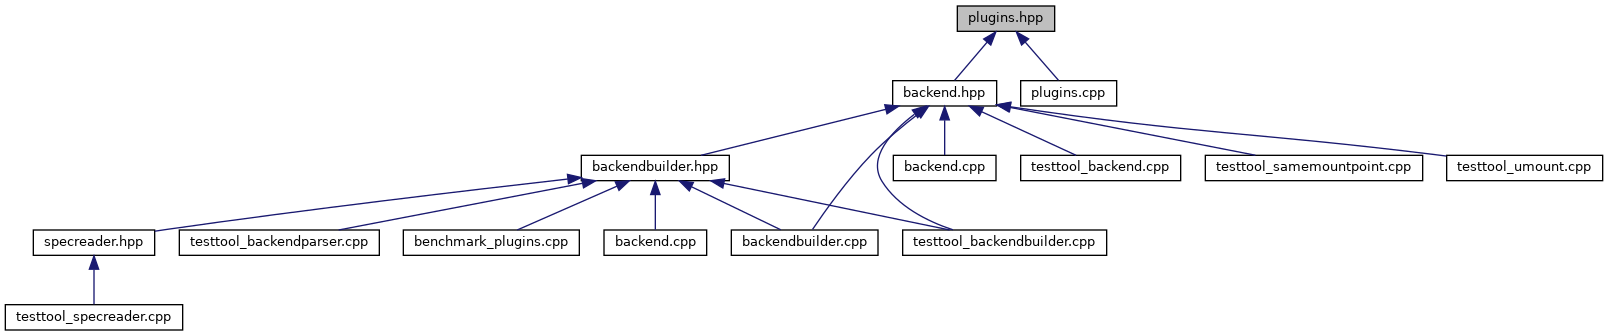 plugins.hpp
backend.hpp
plugins.cpp
backendbuilder.hpp
backend.cpp
testtool_backend.cpp
testtool_samemountpoint.cpp
testtool_umount.cpp
specreader.hpp
testtool_backendparser.cpp
benchmark_plugins.cpp
backend.cpp
backendbuilder.cpp
testtool_backendbuilder.cpp
testtool_specreader.cpp